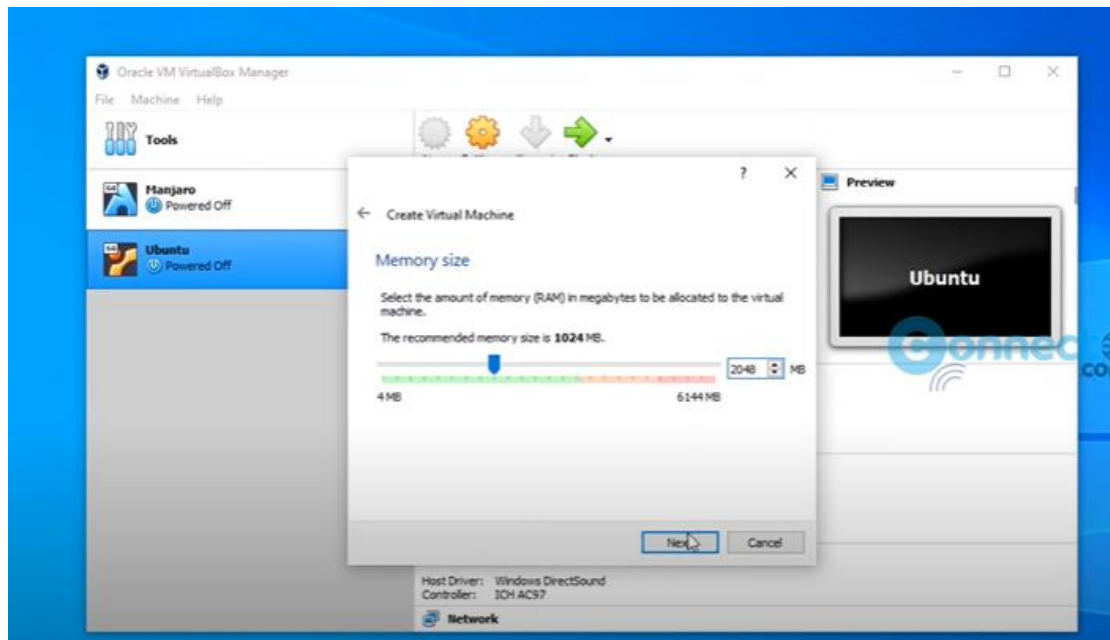 Oracle VM VirtualBox Manager
File Machine Help
Tools
Manjaro
Powered Off
Ubuntu
Powered Off
Preview
Ubuntu
? ×
Create Virtual Machine
Memory size
Select the amount of memory (RAM) in megabytes to be allocated to the virtual
machine.
The recommended memory size is 1024 MB.
2048 MB
4 MB 6144 MB
Cancel
Host Driver: Windows DirectSound
Controller: ICH AC97
Network